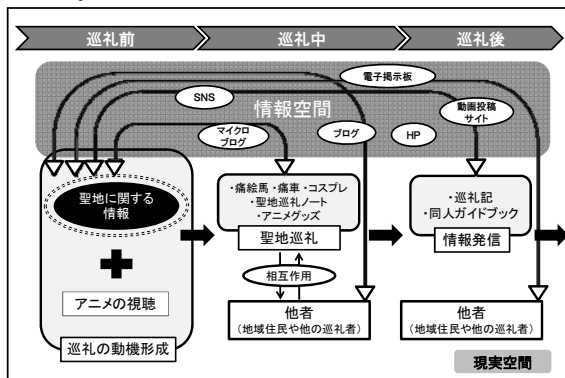 巡礼前
巡礼中
巡礼後
電子掲示板
SNS
情報空間
動画投稿
サイト
マイクロ
ブログ
ブログ
HP
聖地に関する
情報
アニメの視聴
巡礼の動機形成
・痛絵馬・痛車・コスプレ
・聖地巡礼ノート
・アニメグッズ
聖地巡礼
相互作用
他者
(地域住民や他の巡礼者)
・巡礼記
・同人ガイドブック
情報発信
他者
(地域住民や他の巡礼者)
現実空間